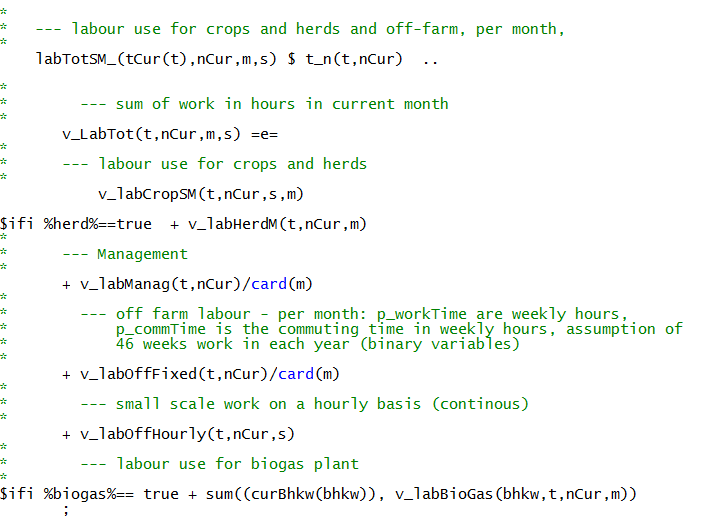 *
*   --- labour use for crops and herds and off-farm, per month,
*
    labTotSM_(tCur(t),nCur,m,s) $ t_n(t,nCur)  ..
*
*        --- sum of work in hours in current month
*
       v_LabTot(t,nCur,m,s) =e=
*
*      --- labour use for crops and herds
*
           v_labCropSM(t,nCur,s,m)
$ifi %herd%==true  + v_labHerdM(t,nCur,m)
*
*      --- Management
*
       + v_labManag(t,nCur)/card(m)
*
*        --- off farm labour - per month: p_workTime are weekly hours,
*            p_commTime is the commuting time in weekly hours, assumption of
*            46 weeks work in each year (binary variables)
*
       + v_labOffFixed(t,nCur)/card(m)
*
*        --- small scale work on a hourly basis (continous)
*
       + v_labOffHourly(t,nCur,s)
*
*        --- labour use for biogas plant
*
$ifi %biogas%== true + sum((curBhkw(bhkw)), v_labBioGas(bhkw,t,nCur,m))
       ;